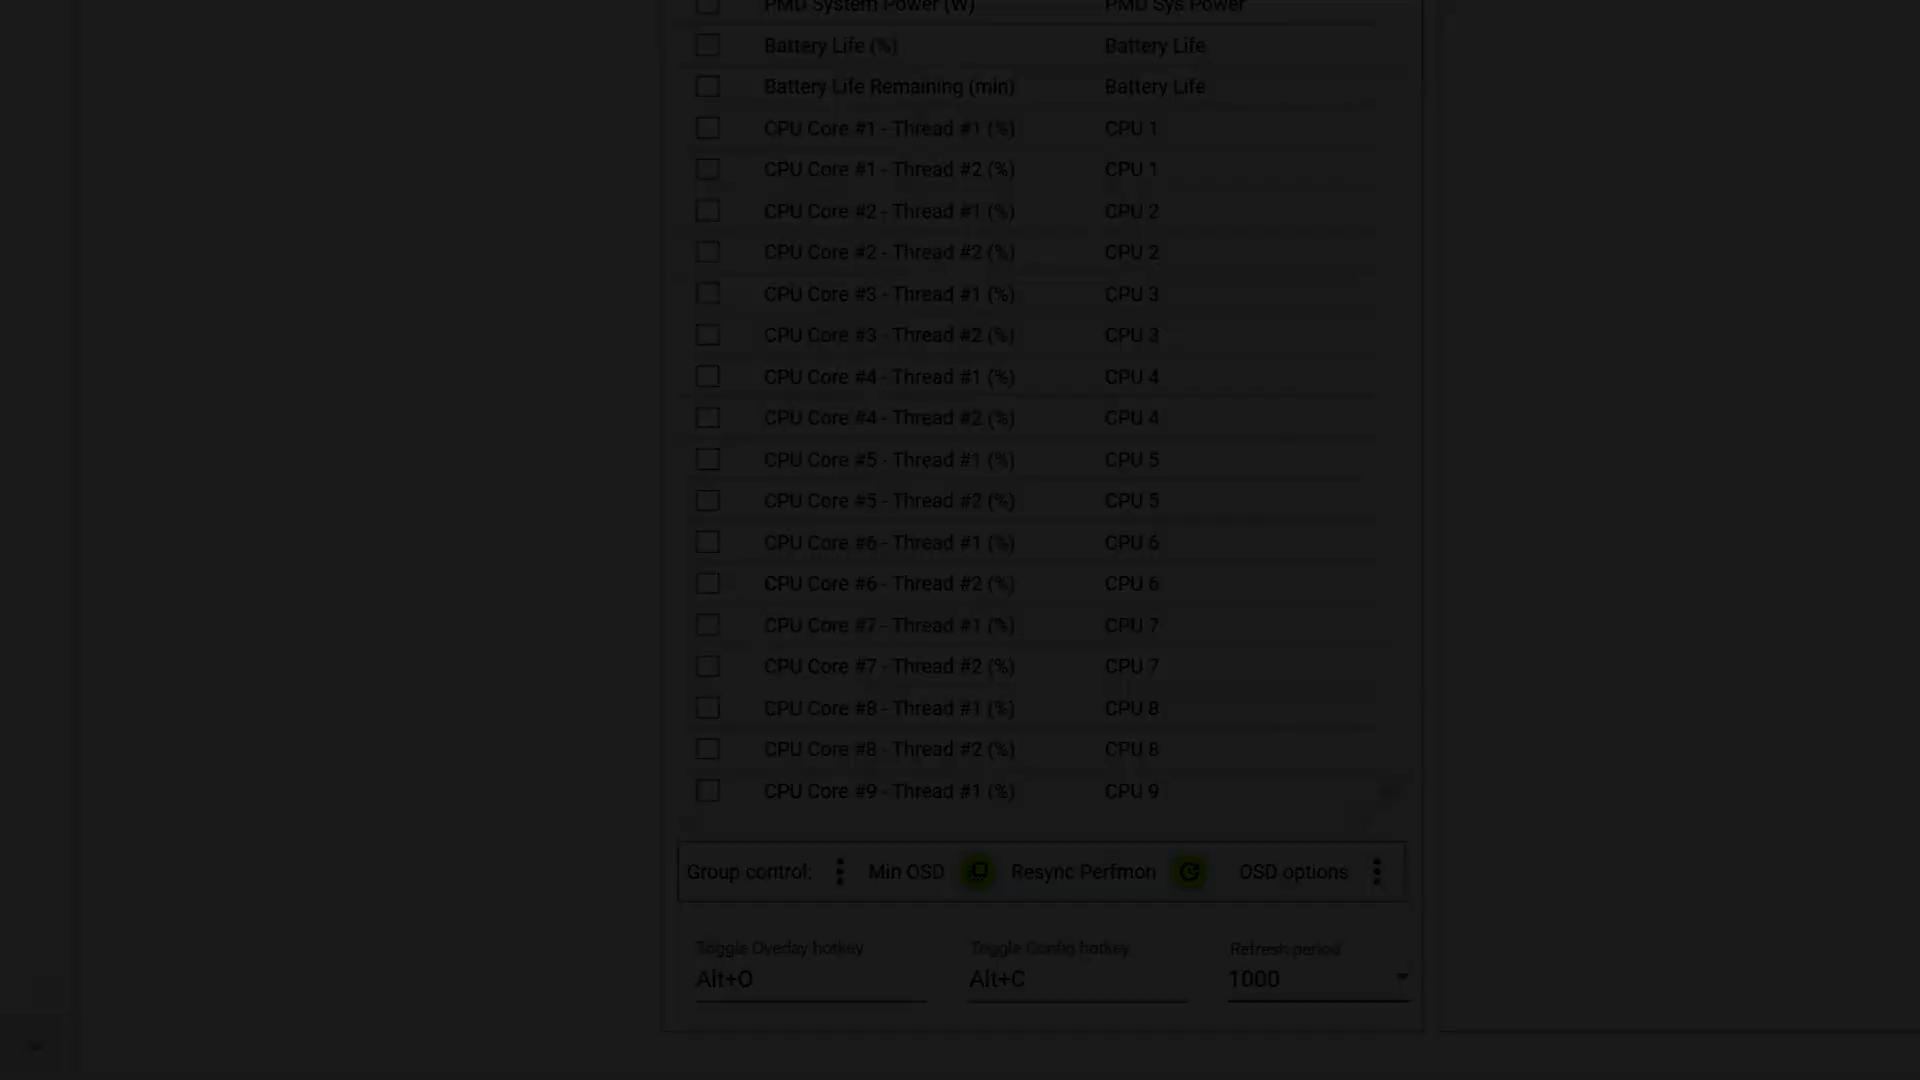 PMD System Power (W) PMD Sys Power
Battery Life (%) Battery Life
Battery Life Remaining (min) Battery Life
CPU Core #1 - Thread #1 (%) CPU 1
CPU Core #1 - Thread #2 (%) CPU 1
CPU Core #2 - Thread #1 (%) CPU 2
CPU Core #2 - Thread #2 (%) CPU 2
CPU Core #3 - Thread #1 (%) CPU 3
CPU Core #3 - Thread #2 (%) CPU 3
CPU Core #4 - Thread #1 (%) CPU 4
CPU Core #4 - Thread #2 (%) CPU 4
CPU Core #5 - Thread #1 (%) CPU 5
CPU Core #5 - Thread #2 (%) CPU 5
CPU Core #6 - Thread #1 (%) CPU 6
CPU Core #6 - Thread #2 (%) CPU 6
CPU Core #7 - Thread #1 (%) CPU 7
CPU Core #7 - Thread #2 (%) CPU 7
CPU Core #8 - Thread #1 (%) CPU 8
CPU Core #8 - Thread #2 (%) CPU 8
CPU Core #9 - Thread #1 (%) CPU 9
Group control: Min OSD Resync Perfmon OSD options
Toggle Overlay hotkey Toggle Config hotkey Refresh period
Alt+O Alt+C 1000